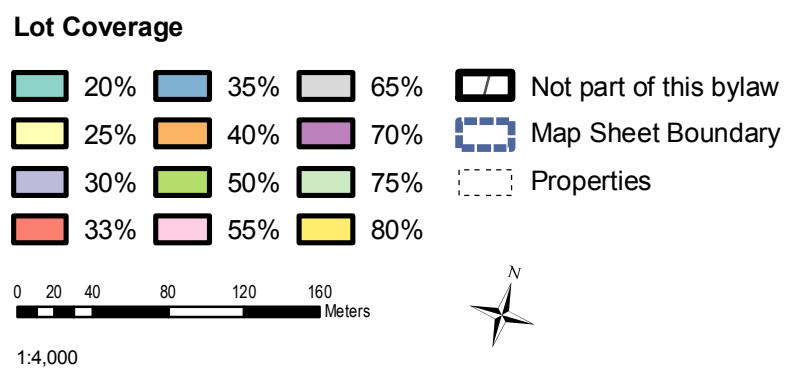 Lot Coverage
20% 35% 65% Not part of this bylaw
25% 40% 70% Map Sheet Boundary
30% 50% 75% Properties
33% 55% 80%
N
0 20 40 80 120 160
Meters
1:4,000